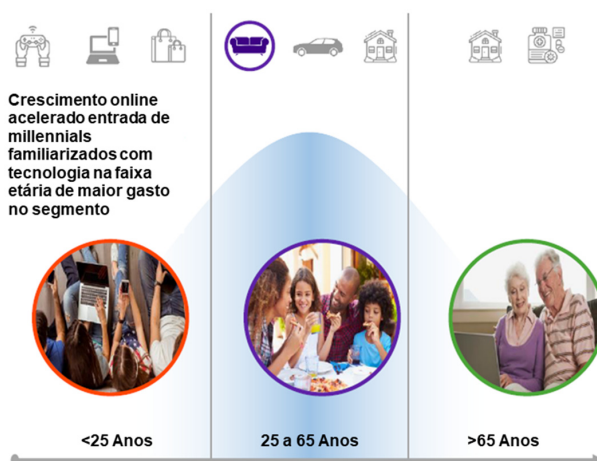 Crescimento online
acelerado entrada de
millennials
familiarizados com
tecnologia na faixa
etária de maior gasto
no segmento
<25 Anos
25 a 65 Anos
>65 Anos